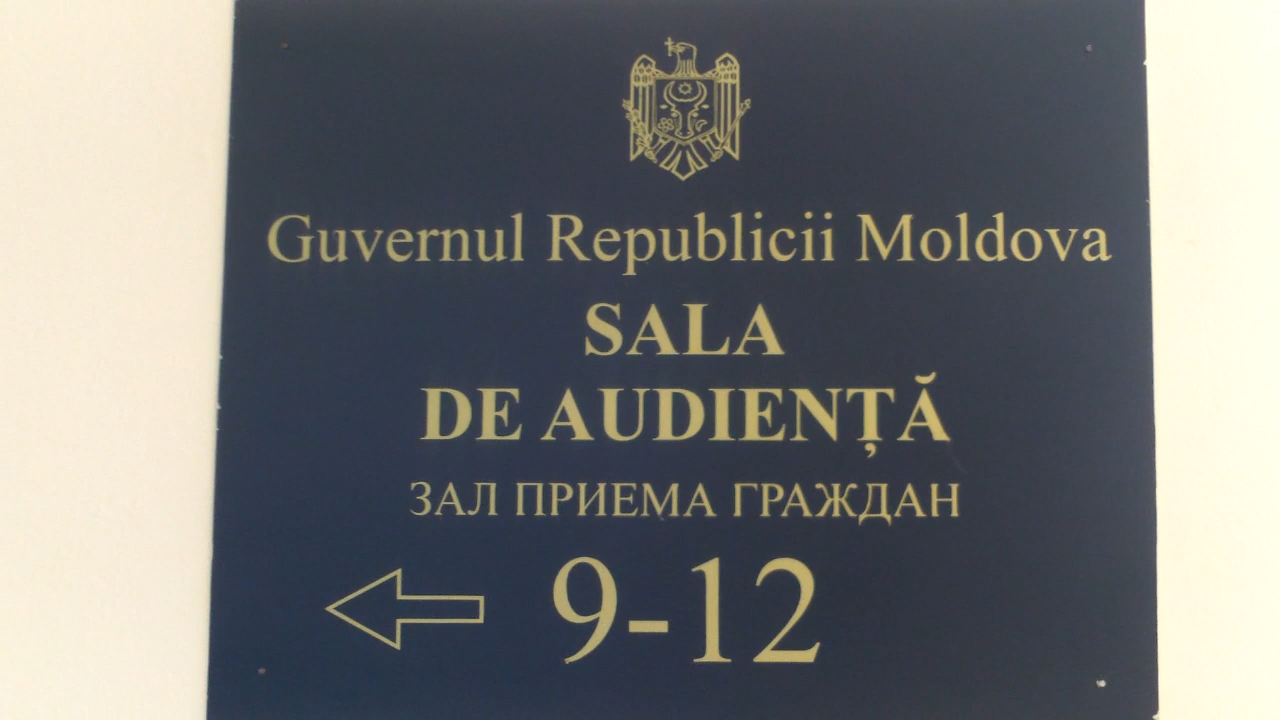 Guvernul Republicii Moldova
SALA
DE AUDIENȚĂ
ЗАЛ ПРИЕМА ГРАЖДАН
9-12